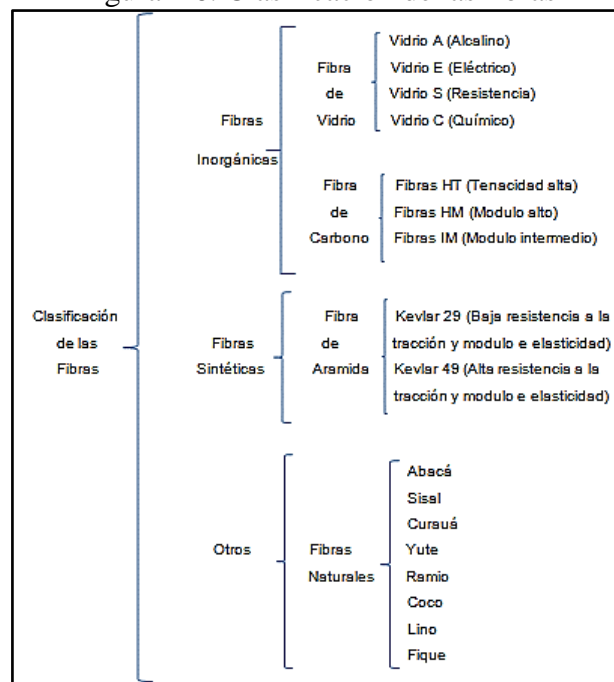 Vidrio A (Alcalino)
Fibra
Vidrio E (Eléctrico)
de
Vidrio S (Resistencia)
Fibras
Vidrio
Vidrio C (Químico)
Inorgánicas
Fibra
Fibras HT (Tenacidad alta)
de
Fibras HM (Modulo alto)
Carbono
Fibras IM (Modulo intermedio)
Clasificación
de las
Fibras
Fibras
Sintéticas
Fibra
de
Aramida
Kevlar 29 (Baja resistencia a la
tracción y modulo e elasticidad)
Kevlar 49 (Alta resistencia a la
tracción y modulo e elasticidad)
Otros
Fibras
Naturales
Abacá
Sisal
Curauá
Yute
Ramio
Coco
Lino
Fique